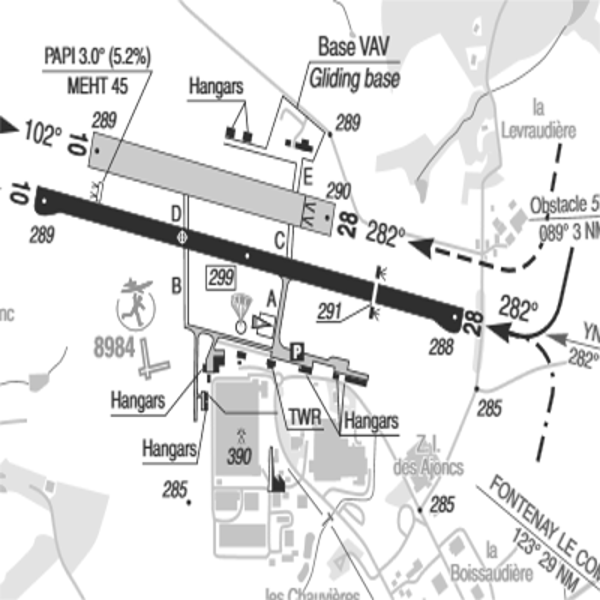 PAPI 3.0° (5.2%)
MEHT 45
Base VAV
Gliding base
Hangars
102°
289
10
289
la
Levraudière
E
290
28
282°
10
289
D
C
Obstacle 5
089° 3 NM
B
299
A
291
282°
28
288
YN
282°
nc
8984
P
Hangars
TWR
Hangars
285
Hangars
390
Z. I.
des Ajoncs
285
285
FONTENAY LE COM
123° 29 NM
la
Boissaudière
les Chauvières